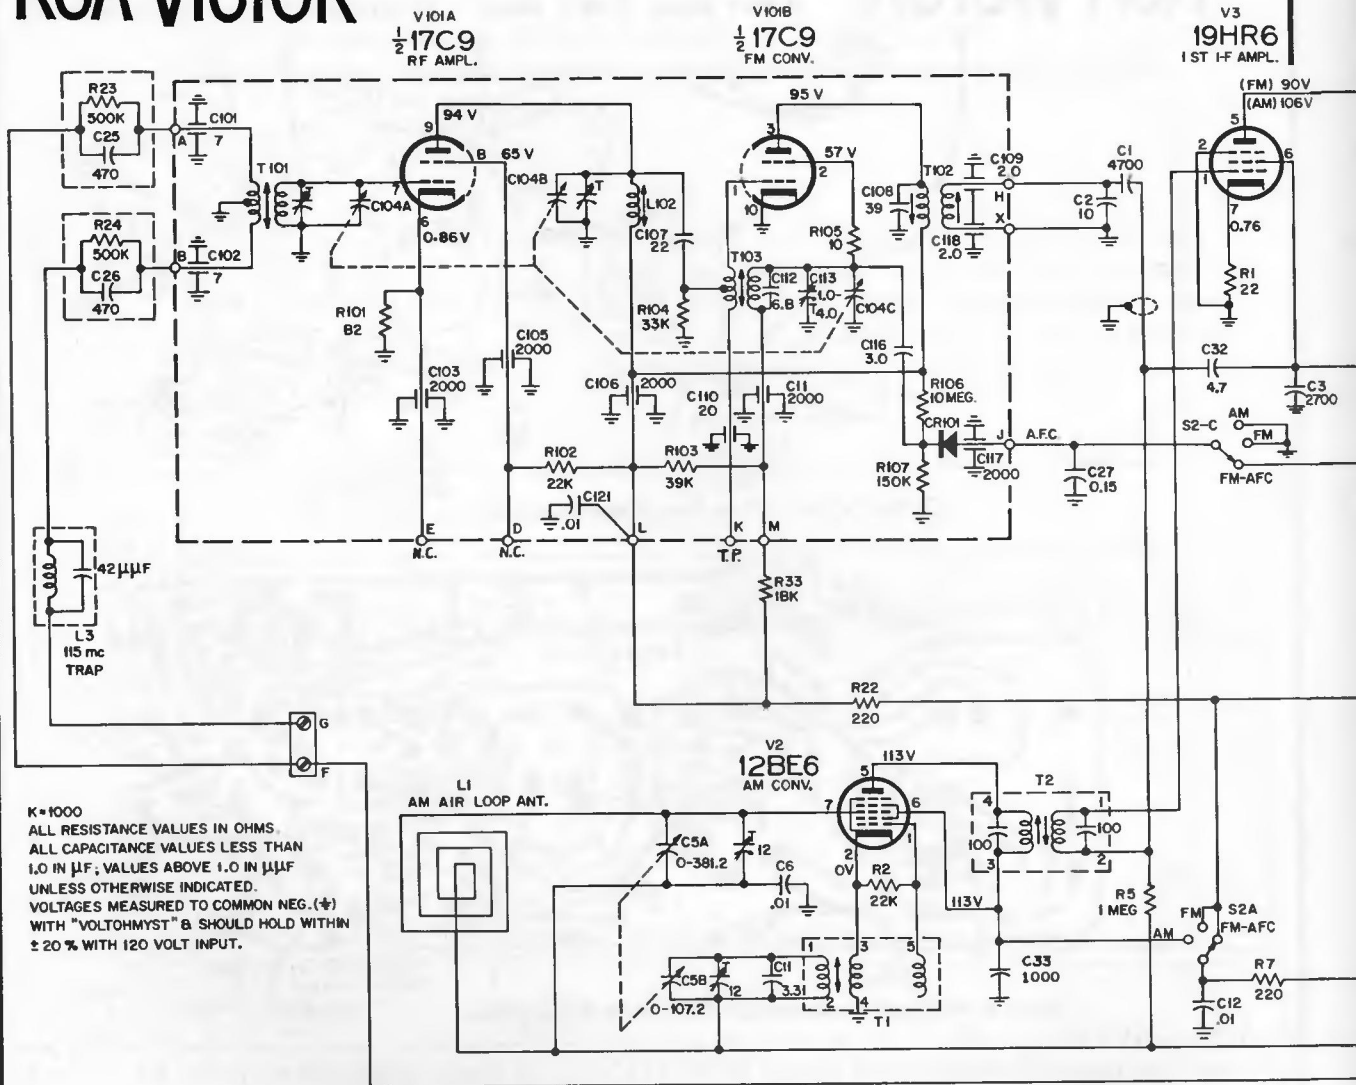 RCA VICTOR
V101A
½ 17C9
RF AMPL.
V101B
½ 17C9
FM CONV.
V3
19HR6
1ST I-F AMPL.
(FM) 90V
(AM) 106V
R23
500K
C25
470
R24
500K
C26
470
A
C101
7
B
C102
7
T101
T
C104A
9
94 V
8
65 V
7
6
0.86V
R101
82
C103
2000
C105
2000
C104B
T
L102
C107
22
R104
33K
C106
2000
R102
22K
R103
39K
C121
.01
3
95 V
57 V
2
1
10
T103
C112
6.8
C113
1.0-
T 4.0
C104C
R105
10
C108
39
T102
C109
2.0
H
X
C118
2.0
C116
3.0
C110
20
C11
2000
R106
10 MEG.
CR101
R107
150K
C117
2000
J
A.F.C.
C27
0.15
E
N.C.
D
N.C.
L
K
T.P.
M
R33
18K
C1
4700
C2
10
5
2
1
6
7
0.76
R1
22
C32
4.7
C3
2700
S2-C
AM
FM
FM-AFC
42µµF
L3
115 mc
TRAP
G
F
R22
220
K=1000
ALL RESISTANCE VALUES IN OHMS.
ALL CAPACITANCE VALUES LESS THAN
1.0 IN µF; VALUES ABOVE 1.0 IN µµF
UNLESS OTHERWISE INDICATED.
VOLTAGES MEASURED TO COMMON NEG.(⏚)
WITH "VOLTOHMYST" & SHOULD HOLD WITHIN
± 20 % WITH 120 VOLT INPUT.
L1
AM AIR LOOP ANT.
V2
12BE6
AM CONV.
5
113V
7
6
1
2
0V
R2
22K
113V
C5A
0-381.2
T
12
C6
.01
C5B
0-107.2
T
12
C11
3.3
1
2
3
4
5
T1
T2
4
100
3
1
100
2
C33
1000
R5
1 MEG
AM
FM
S2A
FM-AFC
C12
.01
R7
220